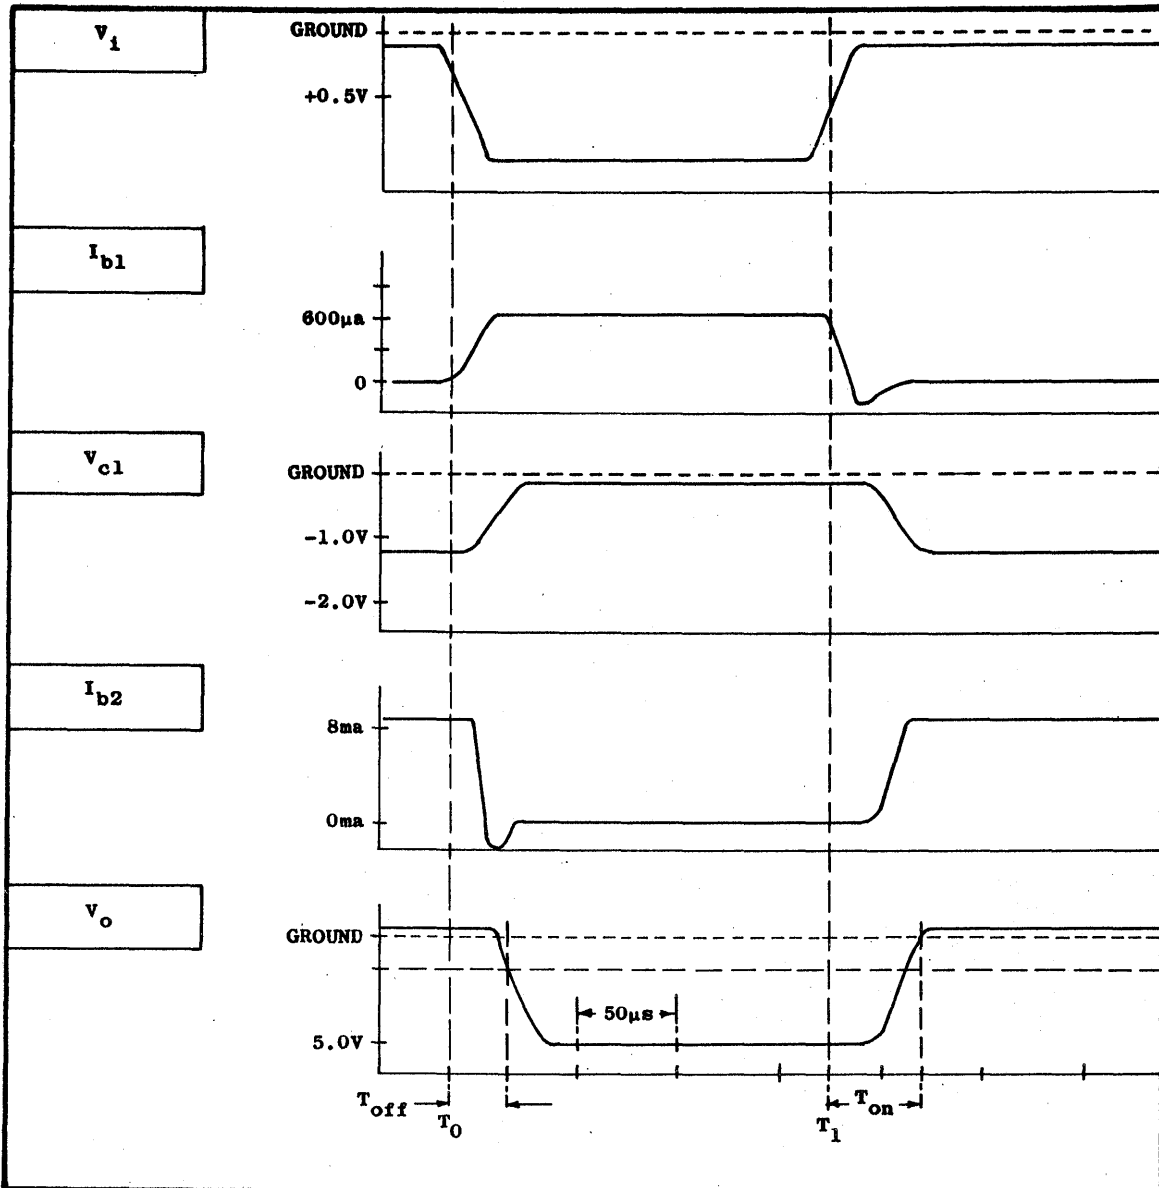 V_i
GROUND
+0.5V
I_b1
600μa
0
V_c1
GROUND
-1.0V
-2.0V
I_b2
8ma
0ma
V_o
GROUND
50μs
5.0V
T_off
T_0
T_1
T_on